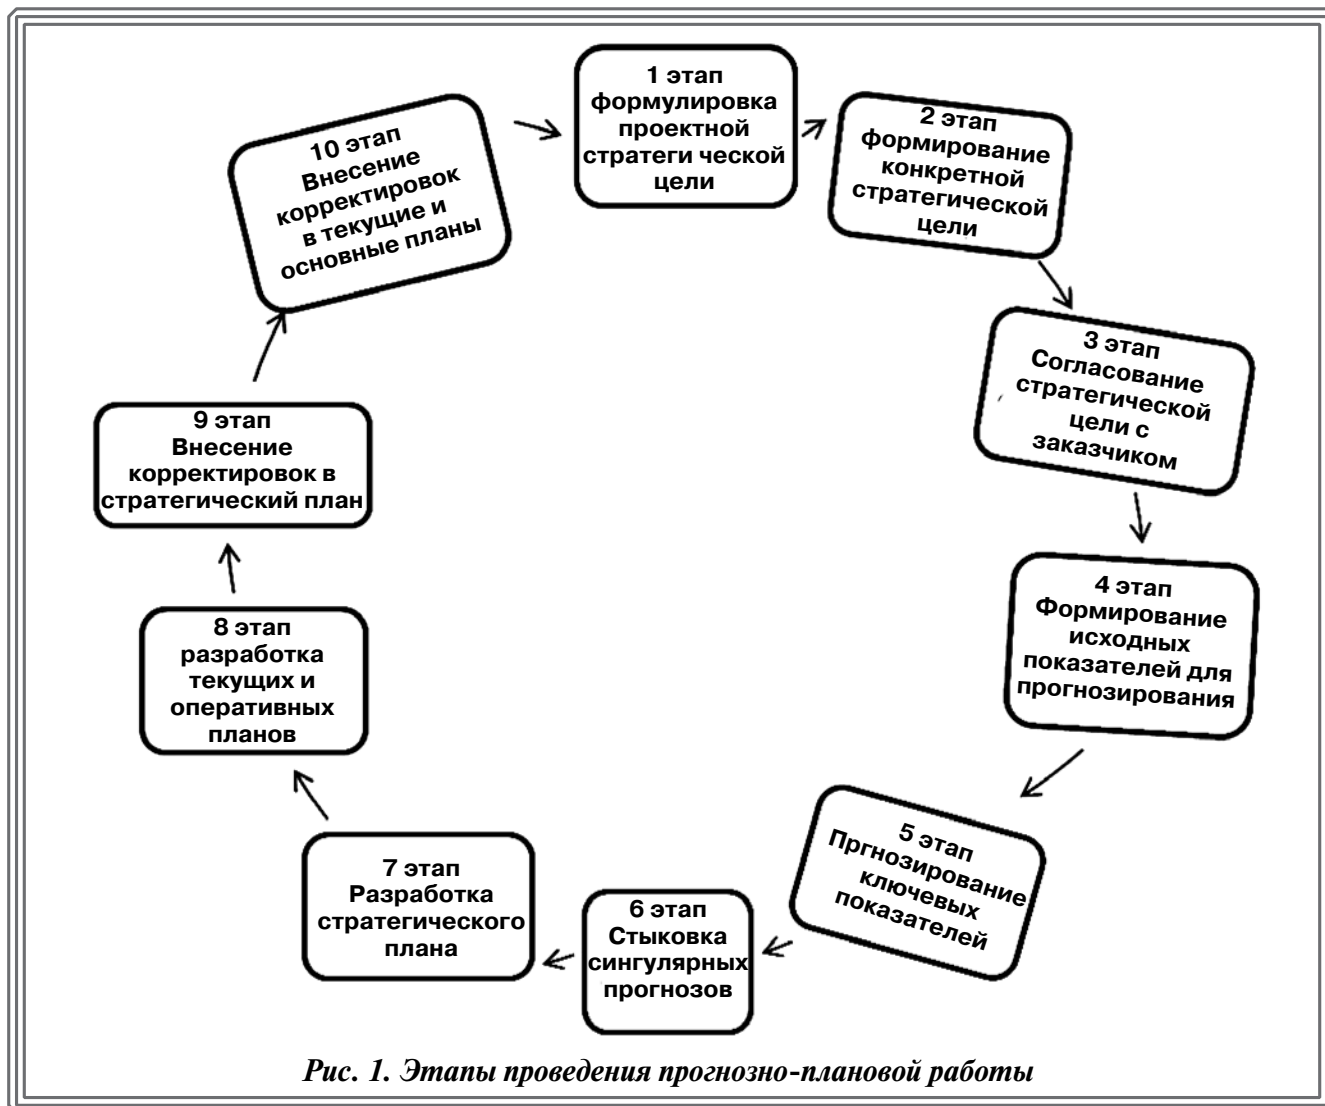 1 этап
формулировка
проектной
стратеги ческой
цели
2 этап
формирование
конкретной
стратегической
цели
3 этап
Согласование
стратегической
цели с
заказчиком
4 этап
Формирование
исходных
показателей для
прогнозирования
5 этап
Пргнозирование
ключевых
показателей
6 этап
Стыковка
сингулярных
прогнозов
7 этап
Разработка
стратегического
плана
8 этап
разработка
текущих и
оперативных
планов
9 этап
Внесение
корректировок в
стратегический план
10 этап
Внесение
корректировок
в текущие и
основные планы
Рис. 1. Этапы проведения прогнозно-плановой работы